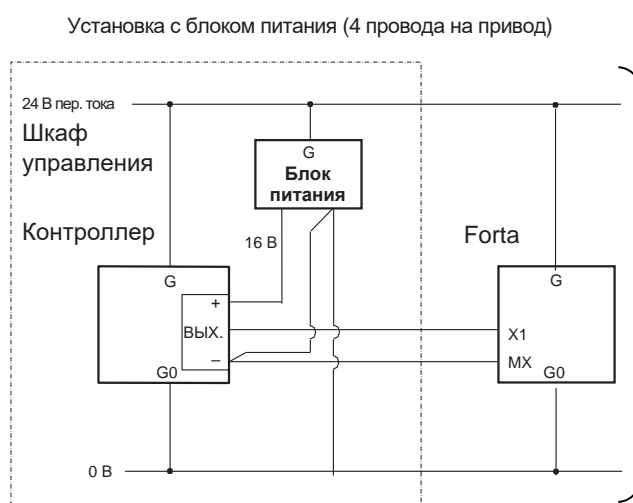 Установка с блоком питания (4 провода на привод)
24 В пер. тока
Шкаф
управления
G
Блок
питания
Контроллер
16 В
Forta
G
G
+
ВЫХ.
–
X1
MX
G0
G0
0 В